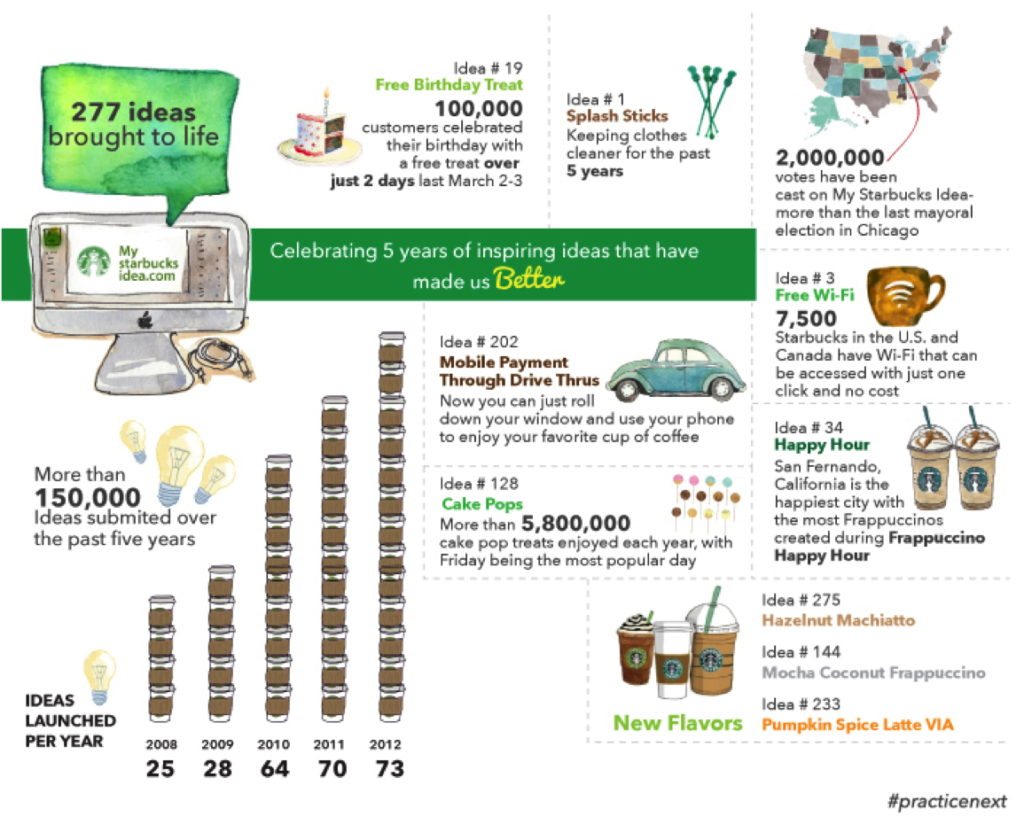 277 ideas
brought to life
My
starbucks
idea.com
Idea # 19
Free Birthday Treat
100,000
customers celebrated
their birthday with
a free treat over
just 2 days last March 2-3
Idea # 1
Splash Sticks
Keeping clothes
cleaner for the past
5 years
2,000,000
votes have been
cast on My Starbucks Idea-
more than the last mayoral
election in Chicago
Celebrating 5 years of inspiring ideas that have
made us Better
Idea # 3
Free Wi-Fi
7,500
Starbucks in the U.S. and
Canada have Wi-Fi that can
be accessed with just one
click and no cost
Idea # 202
Mobile Payment
Through Drive Thrus
Now you can just roll
down your window and use your phone
to enjoy your favorite cup of coffee
Idea # 34
Happy Hour
San Fernando,
California is the
happiest city with
the most Frappuccinos
created during Frappuccino
Happy Hour
More than
150,000
Ideas submited over
the past five years
Idea # 128
Cake Pops
More than 5,800,000
cake pop treats enjoyed each year, with
Friday being the most popular day
Idea # 275
Hazelnut Machiatto
Idea # 144
Mocha Coconut Frappuccino
Idea # 233
Pumpkin Spice Latte VIA
New Flavors
IDEAS
LAUNCHED
PER YEAR
2008 2009 2010 2011 2012
25 28 64 70 73
#practicenext